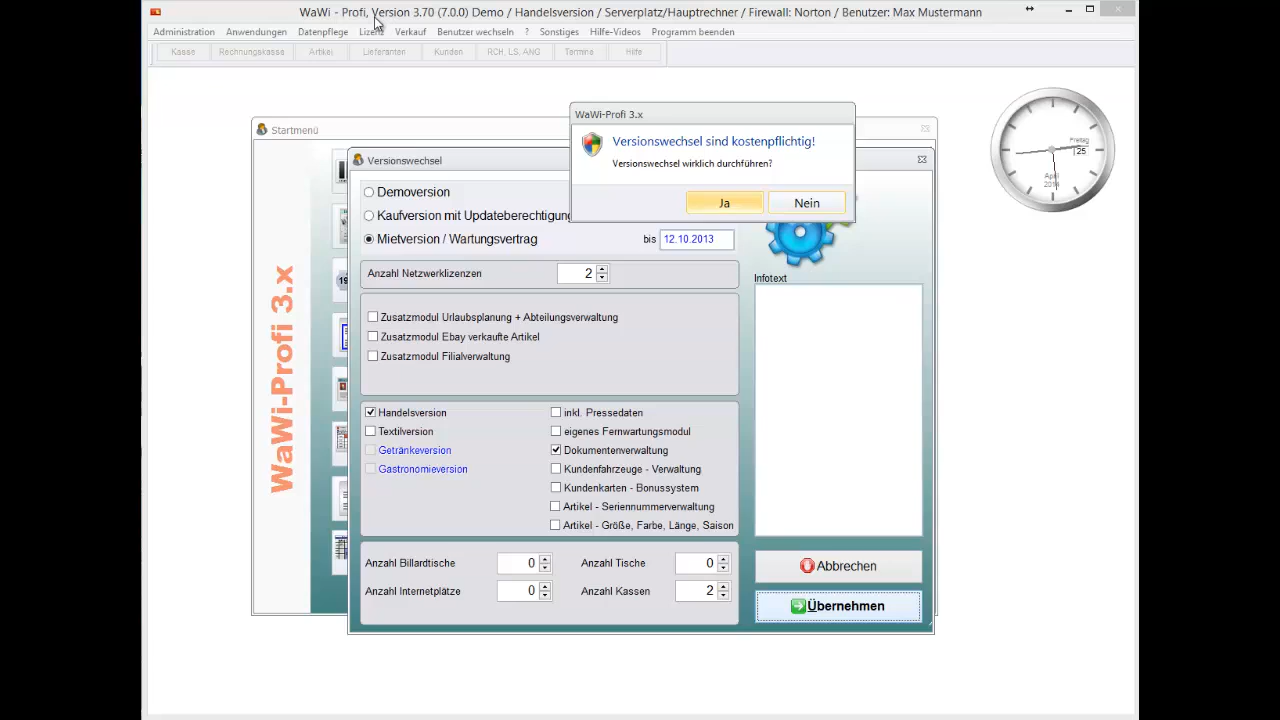 WaWi - Profi, Version 3.70 (7.0.0) Demo / Handelsversion / Serverplatz/Hauptrechner / Firewall: Norton / Benutzer: Max Mustermann
Administration Anwendungen Datenpflege Lizenz Verkauf Benutzer wechseln ? Sonstiges Hilfe-Videos Programm beenden
Kasse Rechnungskasse Artikel Lieferanten Kunden RCH, LS, ANG Termine Hilfe
Freitag
25
April
2014
Startmenü
WaWi-Profi 3.x
Versionswechsel
WaWi-Profi 3.x
Versionswechsel sind kostenpflichtig!
Versionswechsel wirklich durchführen?
Ja Nein
Demoversion
Kaufversion mit Updateberechtigung
Mietversion / Wartungsvertrag bis 12.10.2013
Anzahl Netzwerklizenzen 2
Zusatzmodul Urlaubsplanung + Abteilungsverwaltung
Zusatzmodul Ebay verkaufte Artikel
Zusatzmodul Filialverwaltung
Handelsversion inkl. Pressedaten
Textilversion eigenes Fernwartungsmodul
Getränkeversion Dokumentenverwaltung
Gastronomieversion Kundenfahrzeuge - Verwaltung
Kundenkarten - Bonussystem
Artikel - Seriennummerverwaltung
Artikel - Größe, Farbe, Länge, Saison
Anzahl Billardtische 0 Anzahl Tische 0
Anzahl Internetplätze 0 Anzahl Kassen 2
Infotext
Abbrechen
Übernehmen